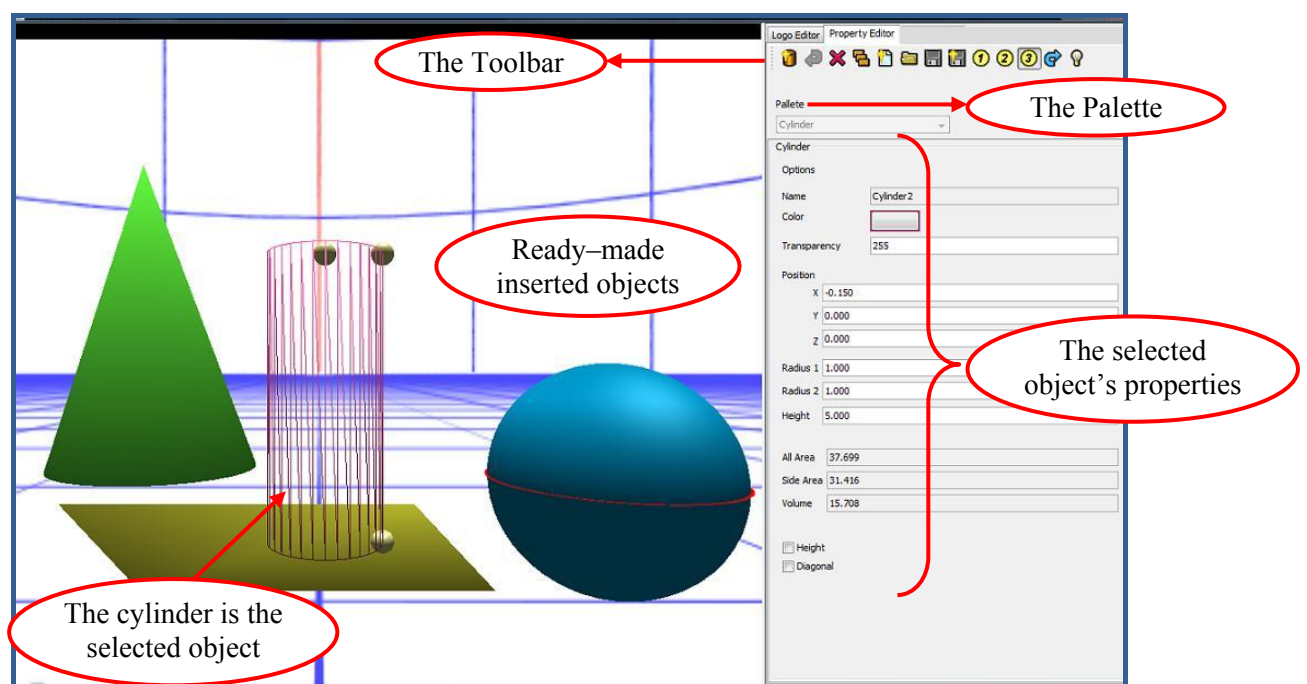 Logo Editor Property Editor
The Toolbar
1 2 3
Pallete
The Palette
Cylinder
Cylinder
Options
Name Cylinder2
Color
Transparency 255
Ready–made
inserted objects
Position
X -0.150
Y 0.000
Z 0.000
Radius 1 1.000
Radius 2 1.000
Height 5.000
The selected
object’s properties
All Area 37.699
Side Area 31.416
Volume 15.708
Height
Diagonal
The cylinder is the
selected object